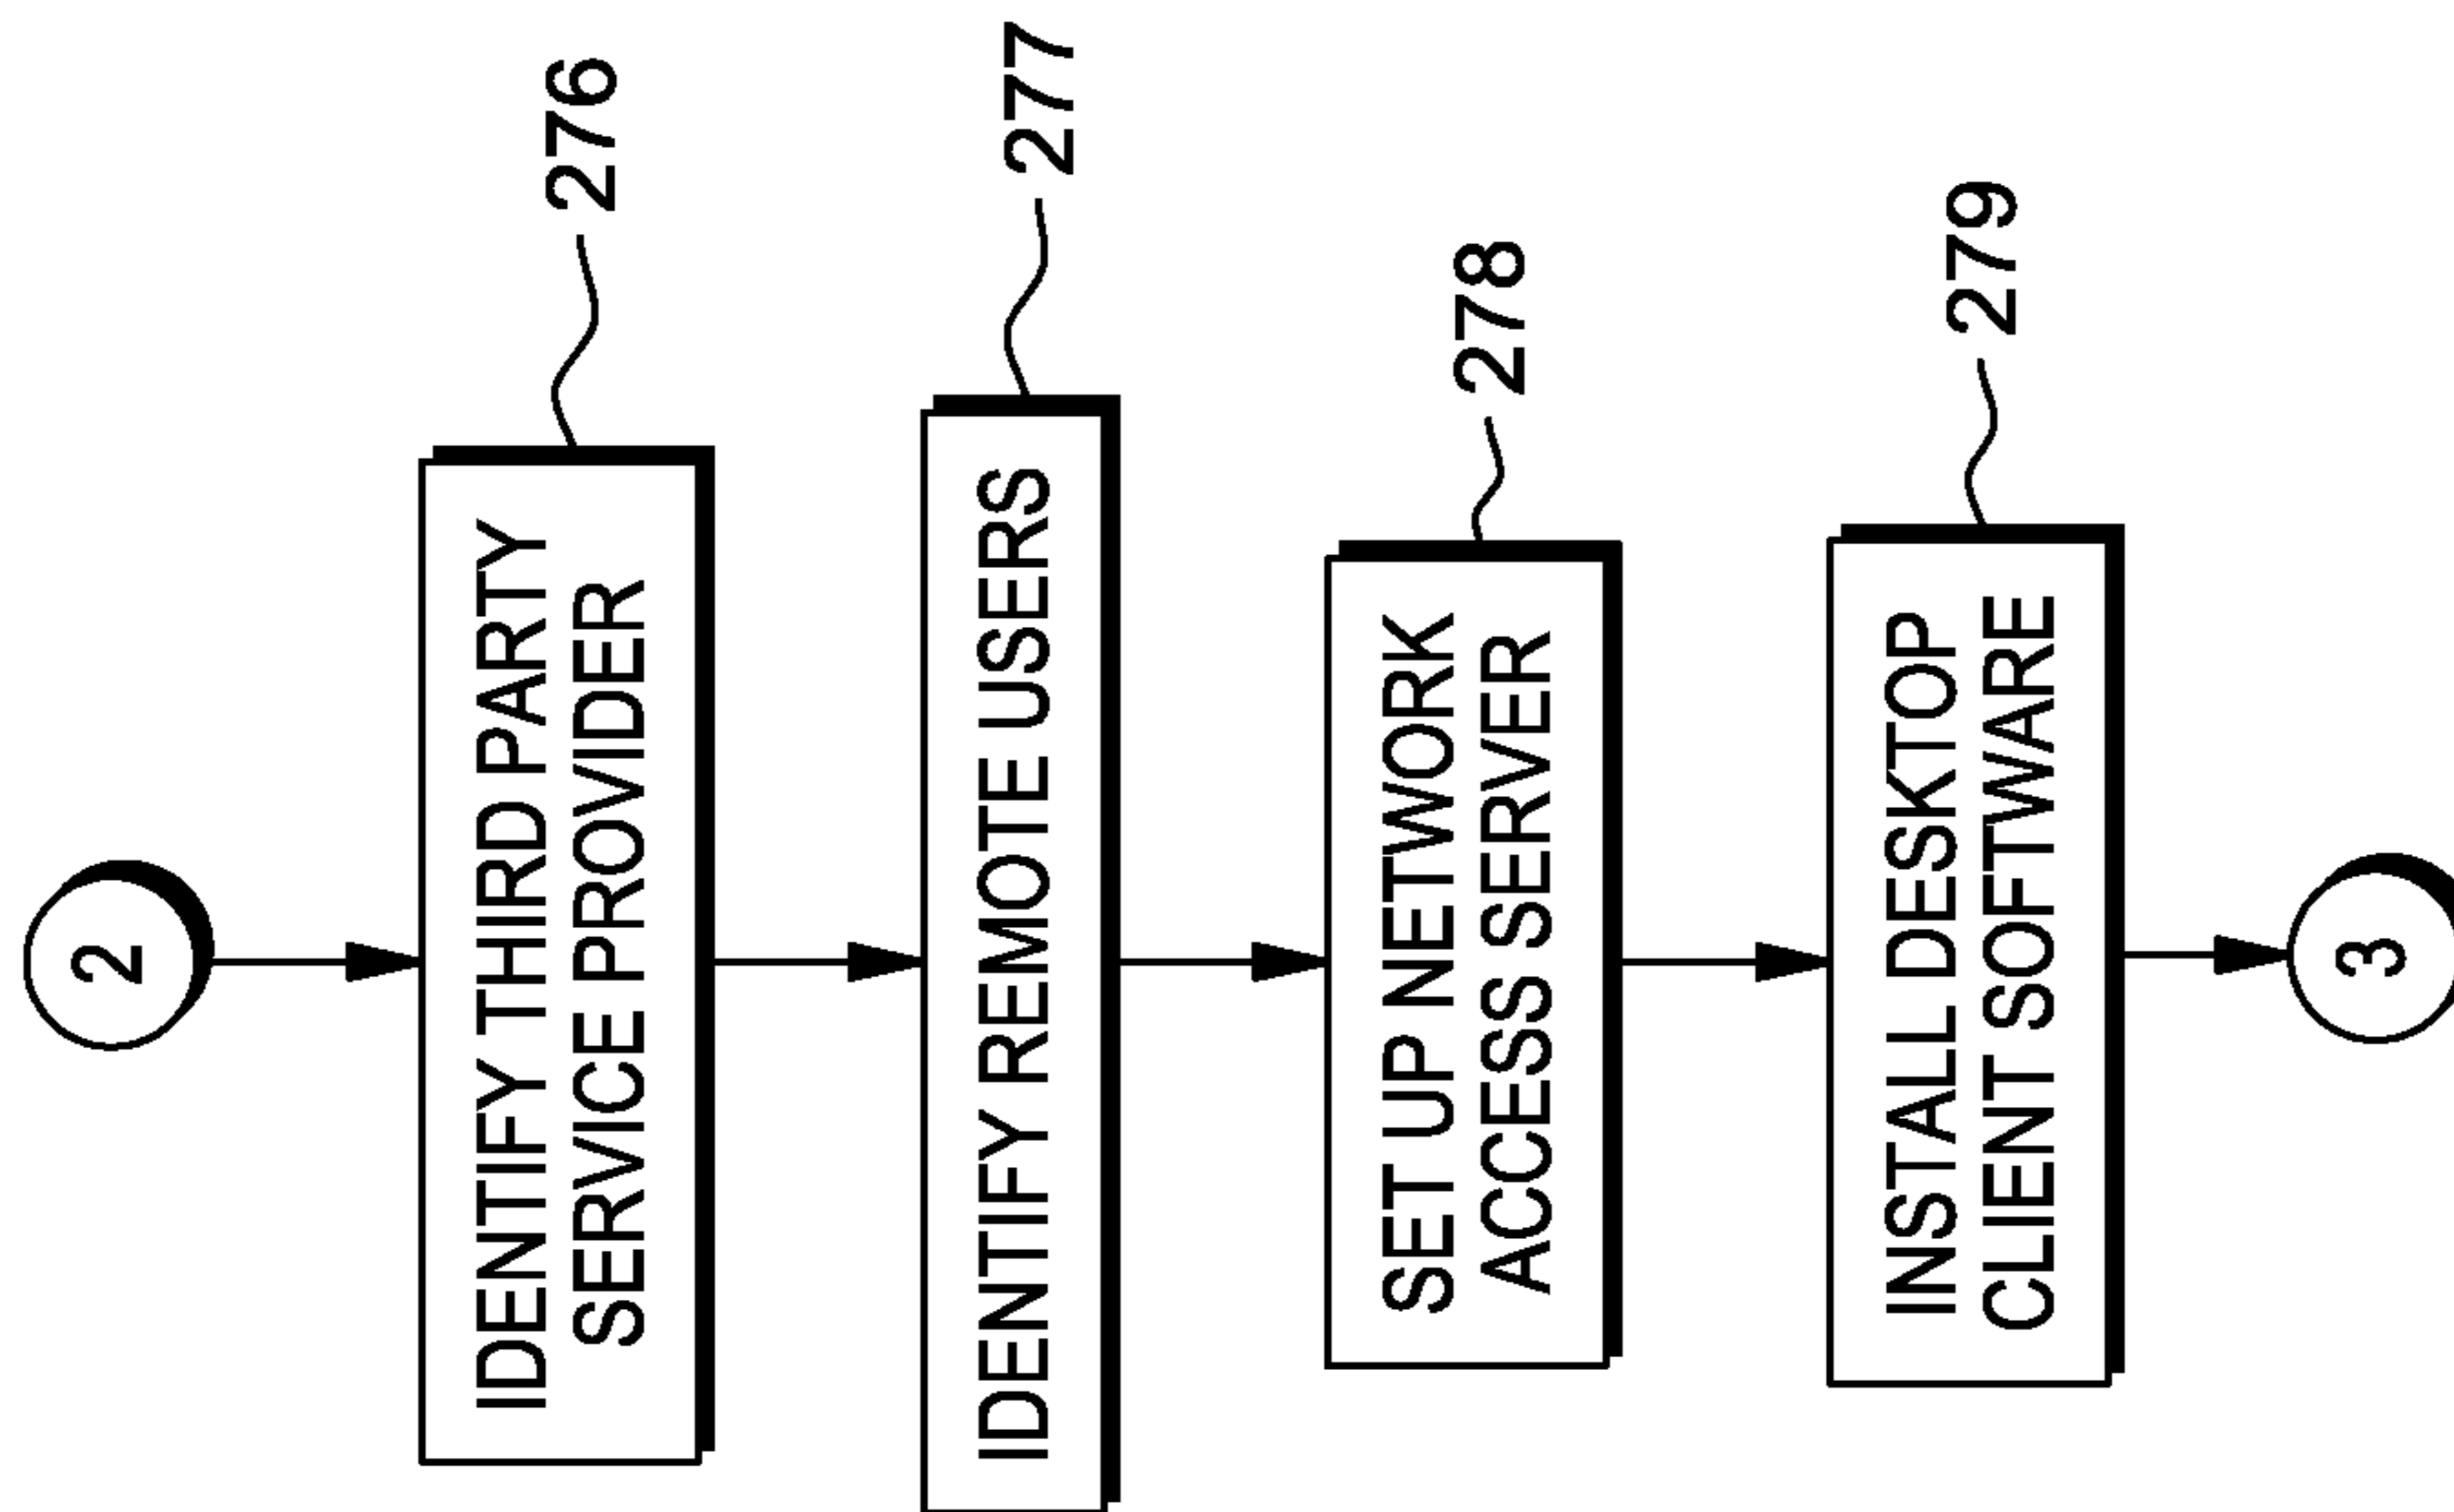 2
IDENTIFY THIRD PARTY
SERVICE PROVIDER
276
IDENTIFY REMOTE USERS
277
SET UP NETWORK
ACCESS SERVER
278
INSTALL DESKTOP
CLIENT SOFTWARE
279
3